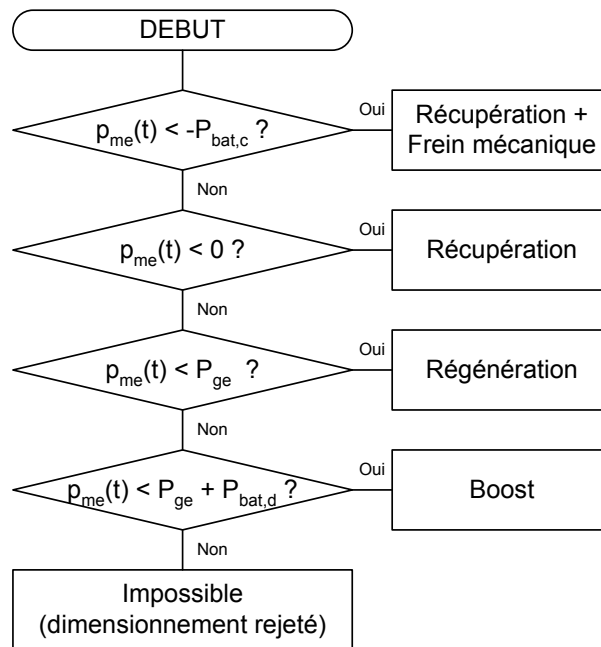 DEBUT
p_me(t) < -P_bat,c ?
Oui
Récupération +
Frein mécanique
Non
p_me(t) < 0 ?
Oui
Récupération
Non
p_me(t) < P_ge ?
Oui
Régénération
Non
p_me(t) < P_ge + P_bat,d ?
Oui
Boost
Non
Impossible
(dimensionnement rejeté)